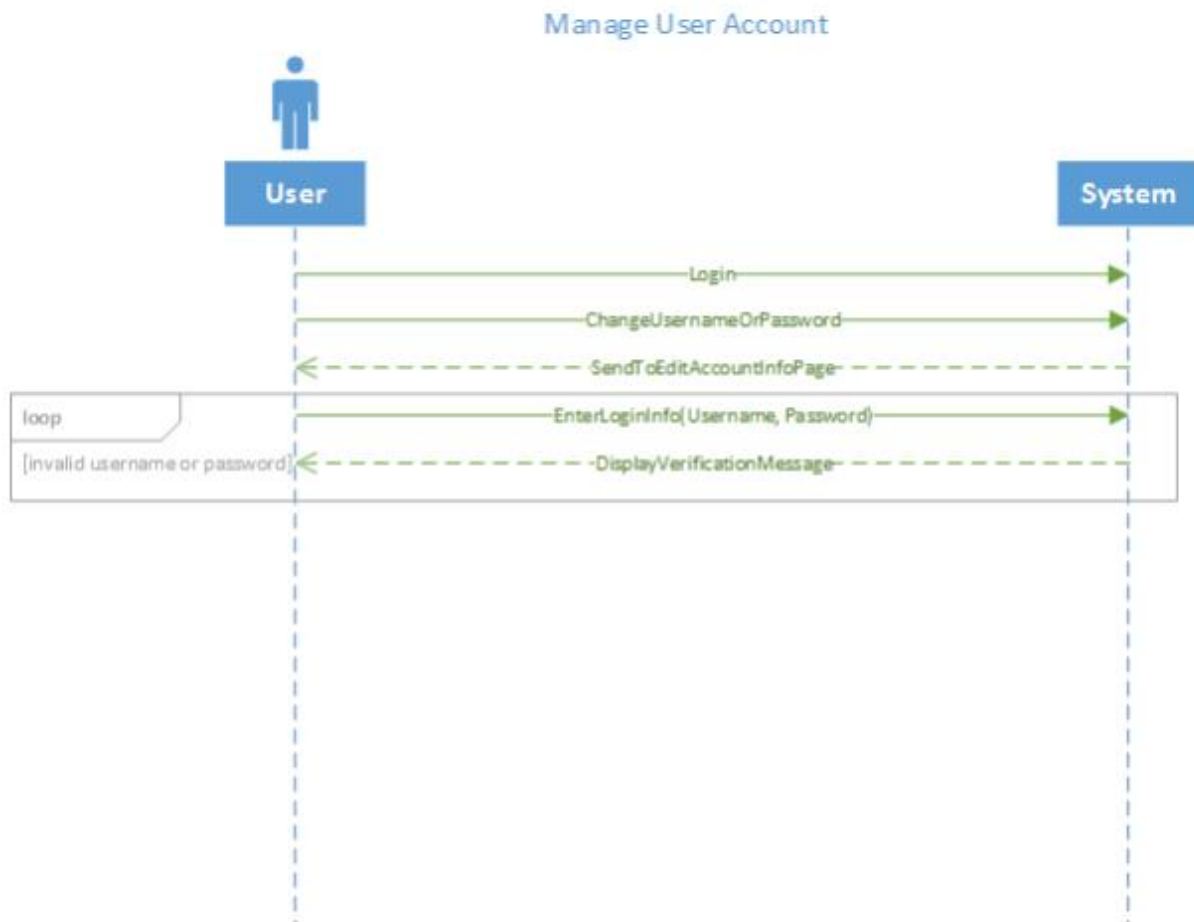 Manage User Account
User
System
Login
ChangeUsernameOrPassword
SendToEditAccountInfoPage
loop
EnterLoginInfo(Username, Password)
[invalid username or password]
DisplayVerificationMessage